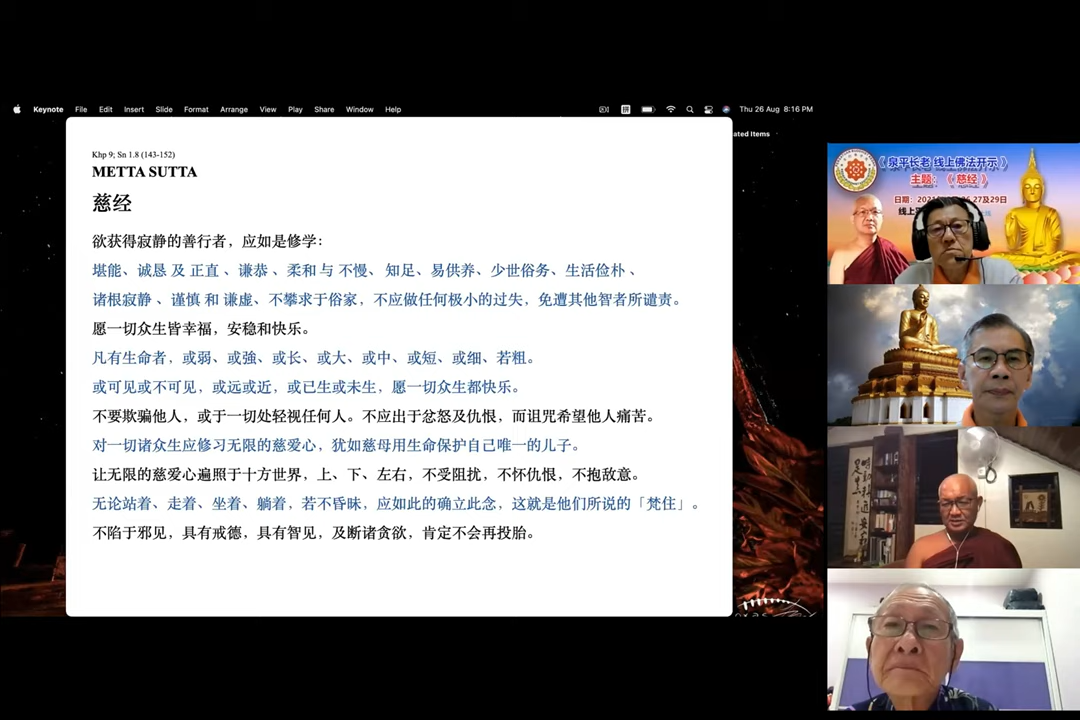 Keynote File Edit Insert Slide Format Arrange View Play Share Window Help Thu 26 Aug 8:16 PM
ated Items
Khp 9; Sn 1.8 (143-152)
METTA SUTTA
慈经
欲获得寂静的善行者，应如是修学：
堪能、诚恳 及 正直 、谦恭 、柔和 与 不慢、 知足、易供养、少世俗务、生活俭朴 、
诸根寂静 、谨慎 和 谦虚、不攀求于俗家，不应做任何极小的过失，免遭其他智者所谴责。
愿一切众生皆幸福，安稳和快乐。
凡有生命者，或弱、或強、或长、或大、或中、或短、或细、若粗。
或可见或不可见，或远或近，或已生或未生，愿一切众生都快乐。
不要欺骗他人，或于一切处轻视任何人。不应出于忿怒及仇恨，而诅咒希望他人痛苦。
对一切诸众生应修习无限的慈爱心，犹如慈母用生命保护自己唯一的儿子。
让无限的慈爱心遍照于十方世界，上、下、左右，不受阻扰，不怀仇恨，不抱敌意。
无论站着、走着、坐着、躺着，若不昏昧，应如此的确立此念，这就是他们所说的「梵住」。
不陷于邪见，具有戒德，具有智见，及断诸贪欲，肯定不会再投胎。
《 泉平长老 线上佛法开示 》
主题：《 慈经 》
日期：202
27及29日
线上